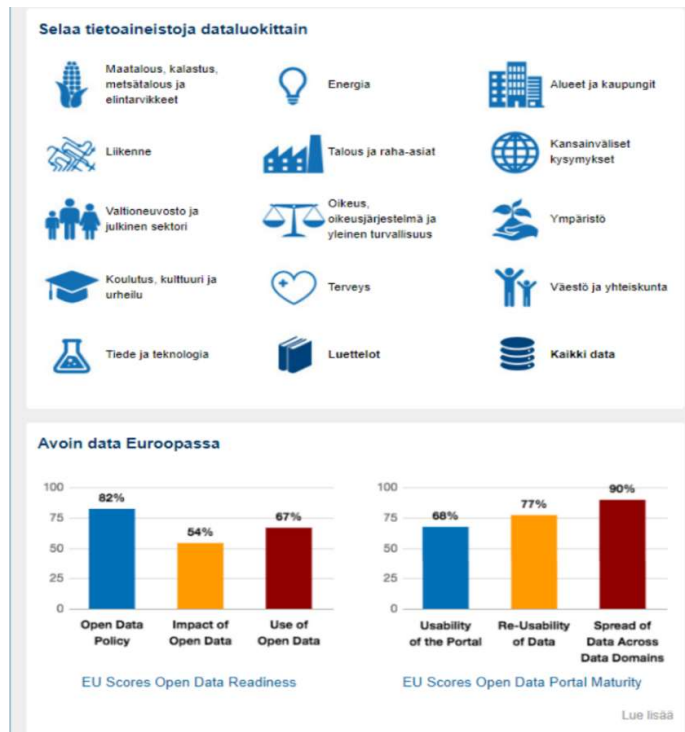 Selaa tietoaineistoja dataluokittain
Maatalous, kalastus,
metsätalous ja
elintarvikkeet
Energia
Alueet ja kaupungit
Liikenne
Talous ja raha-asiat
Kansainväliset
kysymykset
Valtioneuvosto ja
julkinen sektori
Oikeus,
oikeusjärjestelmä ja
yleinen turvallisuus
Ympäristö
Koulutus, kulttuuri ja
urheilu
Terveys
Väestö ja yhteiskunta
Tiede ja teknologia
Luettelot
Kaikki data
Avoin data Euroopassa
100
75
50
25
0
82%
54%
67%
Open Data
Policy
Impact of
Open Data
Use of
Open Data
EU Scores Open Data Readiness
100
75
50
25
0
68%
77%
90%
Usability
of the Portal
Re-Usability
of Data
Spread of
Data Across
Data Domains
EU Scores Open Data Portal Maturity
Lue lisää